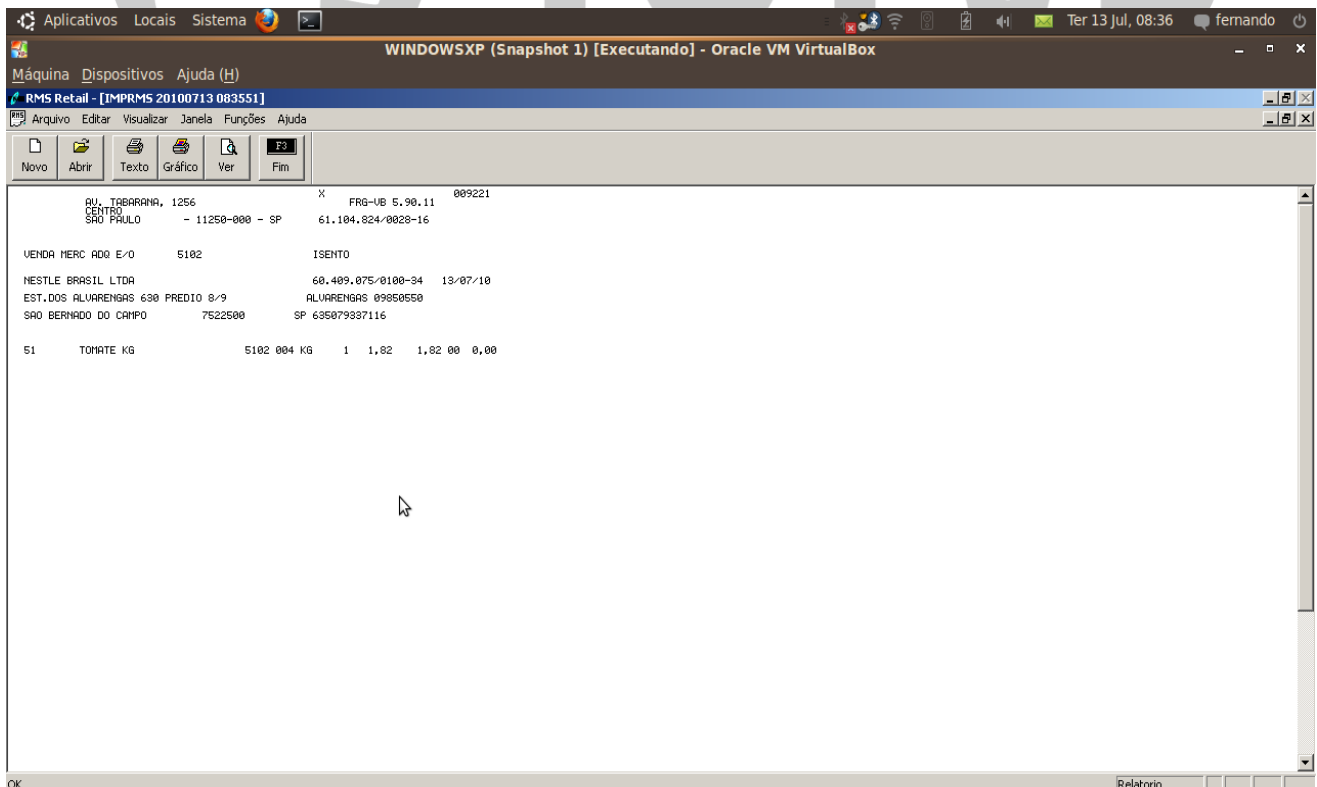 Aplicativos Locais Sistema Ter 13 Jul, 08:36 fernando
WINDOWSXP (Snapshot 1) [Executando] - Oracle VM VirtualBox
Máquina Dispositivos Ajuda (H)
RMS Retail - [IMPRMS 20100713 083551]
Arquivo Editar Visualizar Janela Funções Ajuda
F3
Novo Abrir Texto Gráfico Ver Fim
X 009221
AV. TABARANA, 1256 FRG-VB 5.90.11
CENTRO
SAO PAULO - 11250-000 - SP 61.104.824/0028-16
VENDA MERC ADQ E/O 5102 ISENTO
NESTLE BRASIL LTDA 60.409.075/0100-34 13/07/10
EST.DOS ALVARENGAS 630 PREDIO 8/9 ALVARENGAS 09850550
SAO BERNADO DO CAMPO 7522500 SP 635079337116
51 TOMATE KG 5102 004 KG 1 1,82 1,82 00 0,00
OK Relatorio